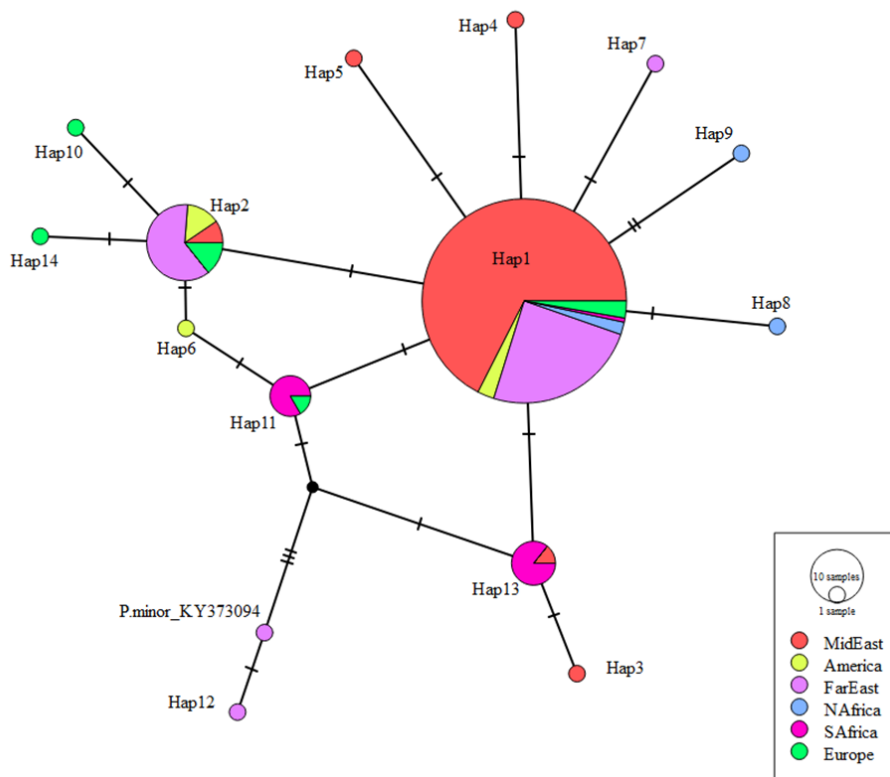 Hap4
Hap7
Hap5
Hap9
Hap10
Hap2
Hap1
Hap14
Hap8
Hap6
Hap11
10 samples
1 sample
Hap13
P.minor_KY373094
MidEast
America
Hap3
FarEast
Hap12
NAfrica
SAfrica
Europe